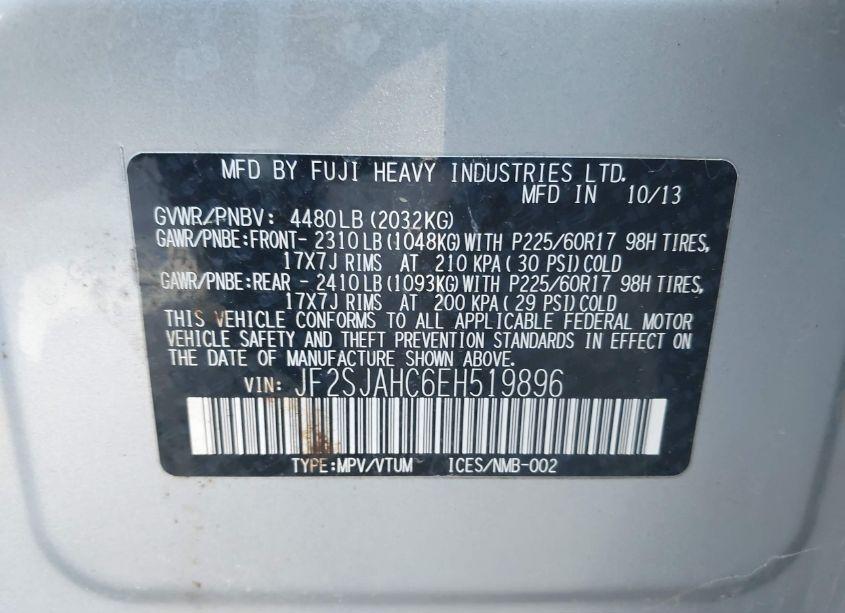 MFD BY FUJI HEAVY INDUSTRIES LTD.
MFD IN 10/13
GVWR/PNBV: 4480LB (2032KG)
GAWR/PNBE:FRONT- 2310LB (1048KG) WITH P225/60R17 98H TIRES,
17X7J RIMS AT 210 KPA ( 30 PSI) COLD
GAWR/PNBE:REAR - 2410LB (1093KG) WITH P225/60R17 98H TIRES,
17X7J RIMS AT 200 KPA ( 29 PSI) COLD
THIS VEHICLE CONFORMS TO ALL APPLICABLE FEDERAL MOTOR
VEHICLE SAFETY AND THEFT PREVENTION STANDARDS IN EFFECT ON
THE DATE OF MANUFACTURE SHOWN ABOVE.
VIN: JF2SJAHC6EH519896
TYPE:MPV/VTUM ICES/NMB-002